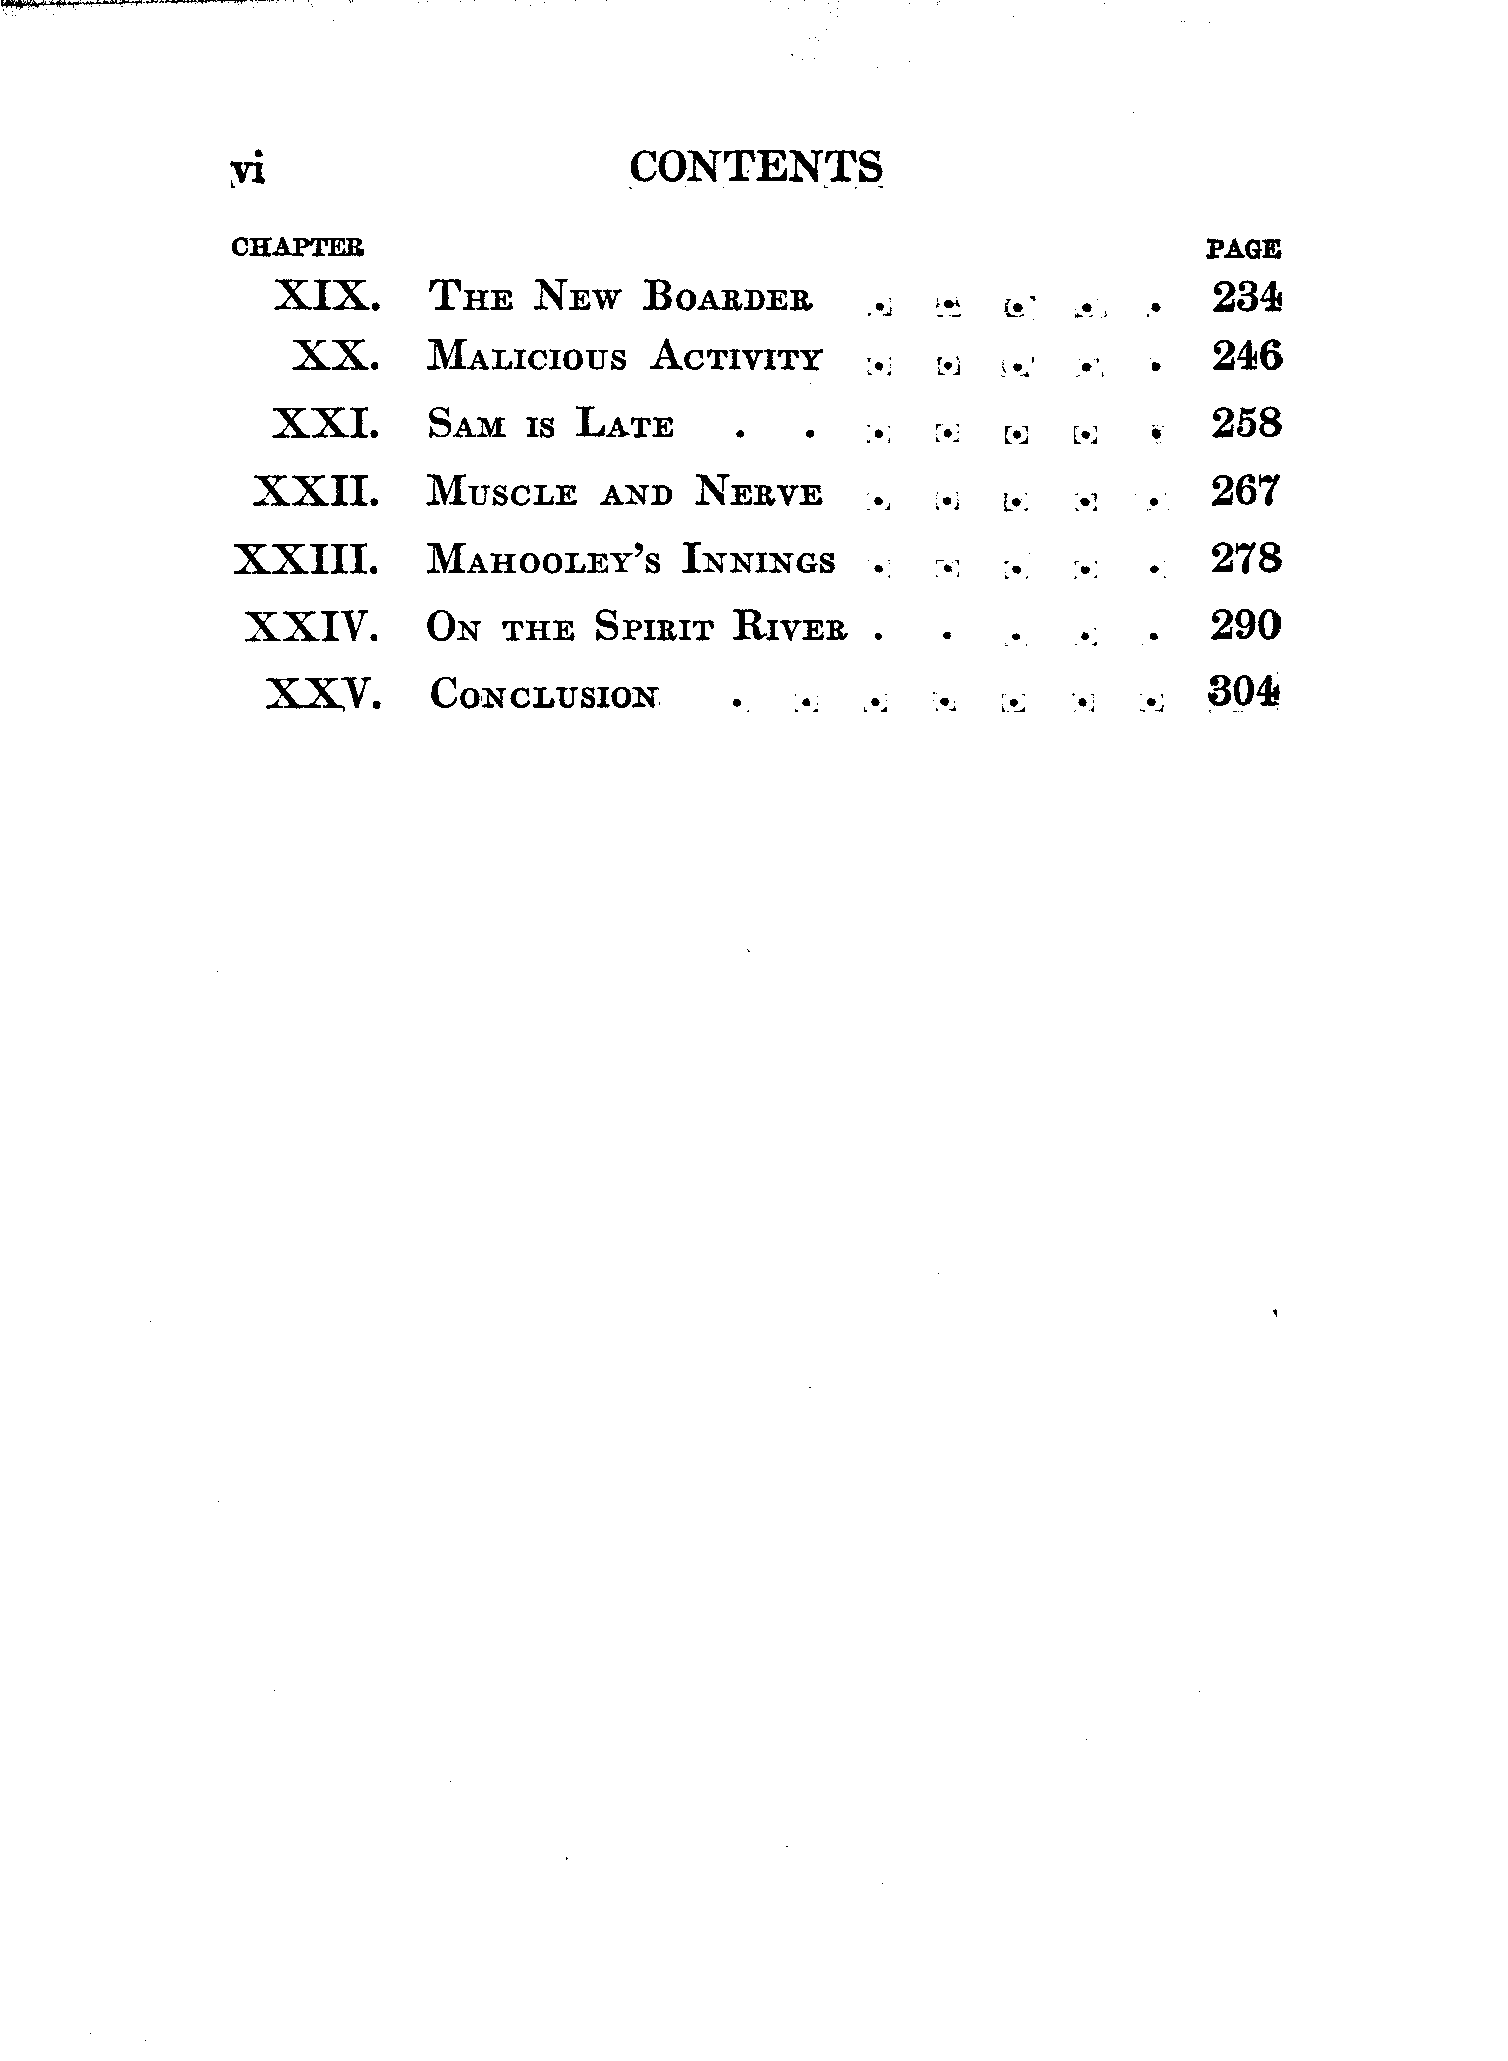 vi CONTENTS
CHAPTER PAGE
XIX. THE NEW BOARDER . . . . . 234
XX. MALICIOUS ACTIVITY . . . . . 246
XXI. SAM IS LATE . . . . . . . 258
XXII. MUSCLE AND NERVE . . . . . 267
XXIII. MAHOOLEY'S INNINGS . . . . . 278
XXIV. ON THE SPIRIT RIVER . . . . . 290
XXV. CONCLUSION . . . . . . . 304